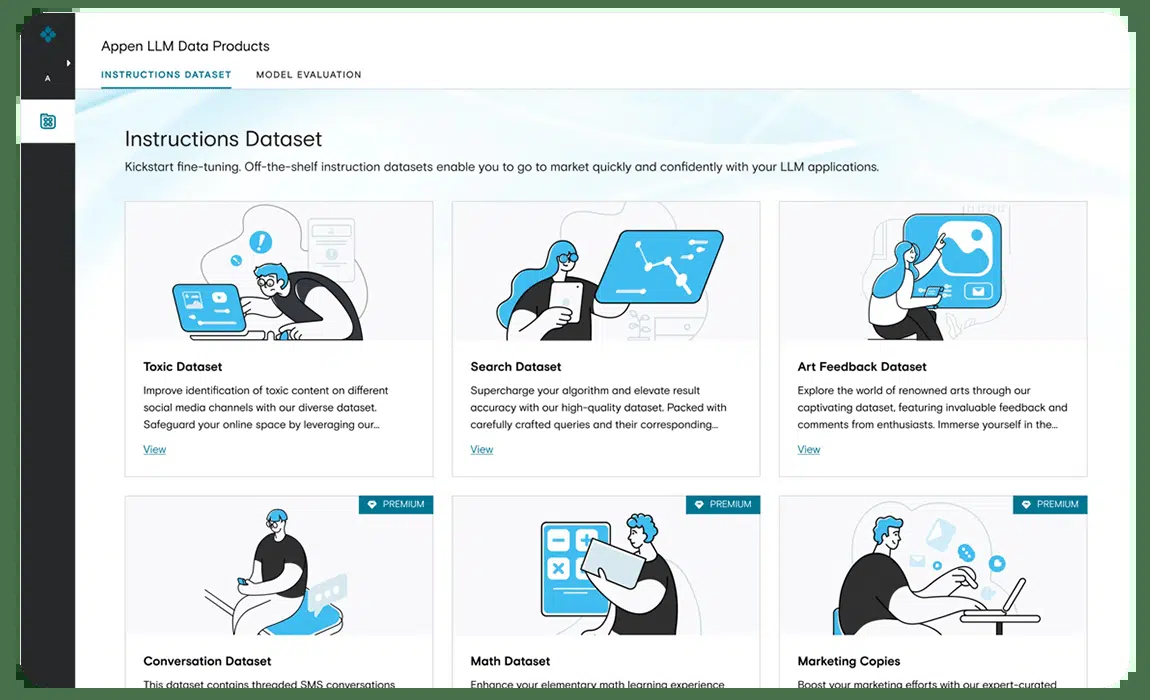 Appen LLM Data Products
A
INSTRUCTIONS DATASET
MODEL EVALUATION
Instructions Dataset
Kickstart fine-tuning. Off-the-shelf instruction datasets enable you to go to market quickly and confidently with your LLM applications.
Toxic Dataset
Improve identification of toxic content on different
social media channels with our diverse dataset.
Safeguard your online space by leveraging our...
View
Search Dataset
Supercharge your algorithm and elevate result
accuracy with our high-quality dataset. Packed with
carefully crafted queries and their corresponding...
View
Art Feedback Dataset
Explore the world of renowned arts through our
captivating dataset, featuring invaluable feedback and
comments from enthusiasts. Immerse yourself in the...
View
PREMIUM
Conversation Dataset
This dataset contains threaded SMS conversations
PREMIUM
Math Dataset
Enhance your elementary math learning experience
PREMIUM
Marketing Copies
Boost your marketing efforts with our expert-curated